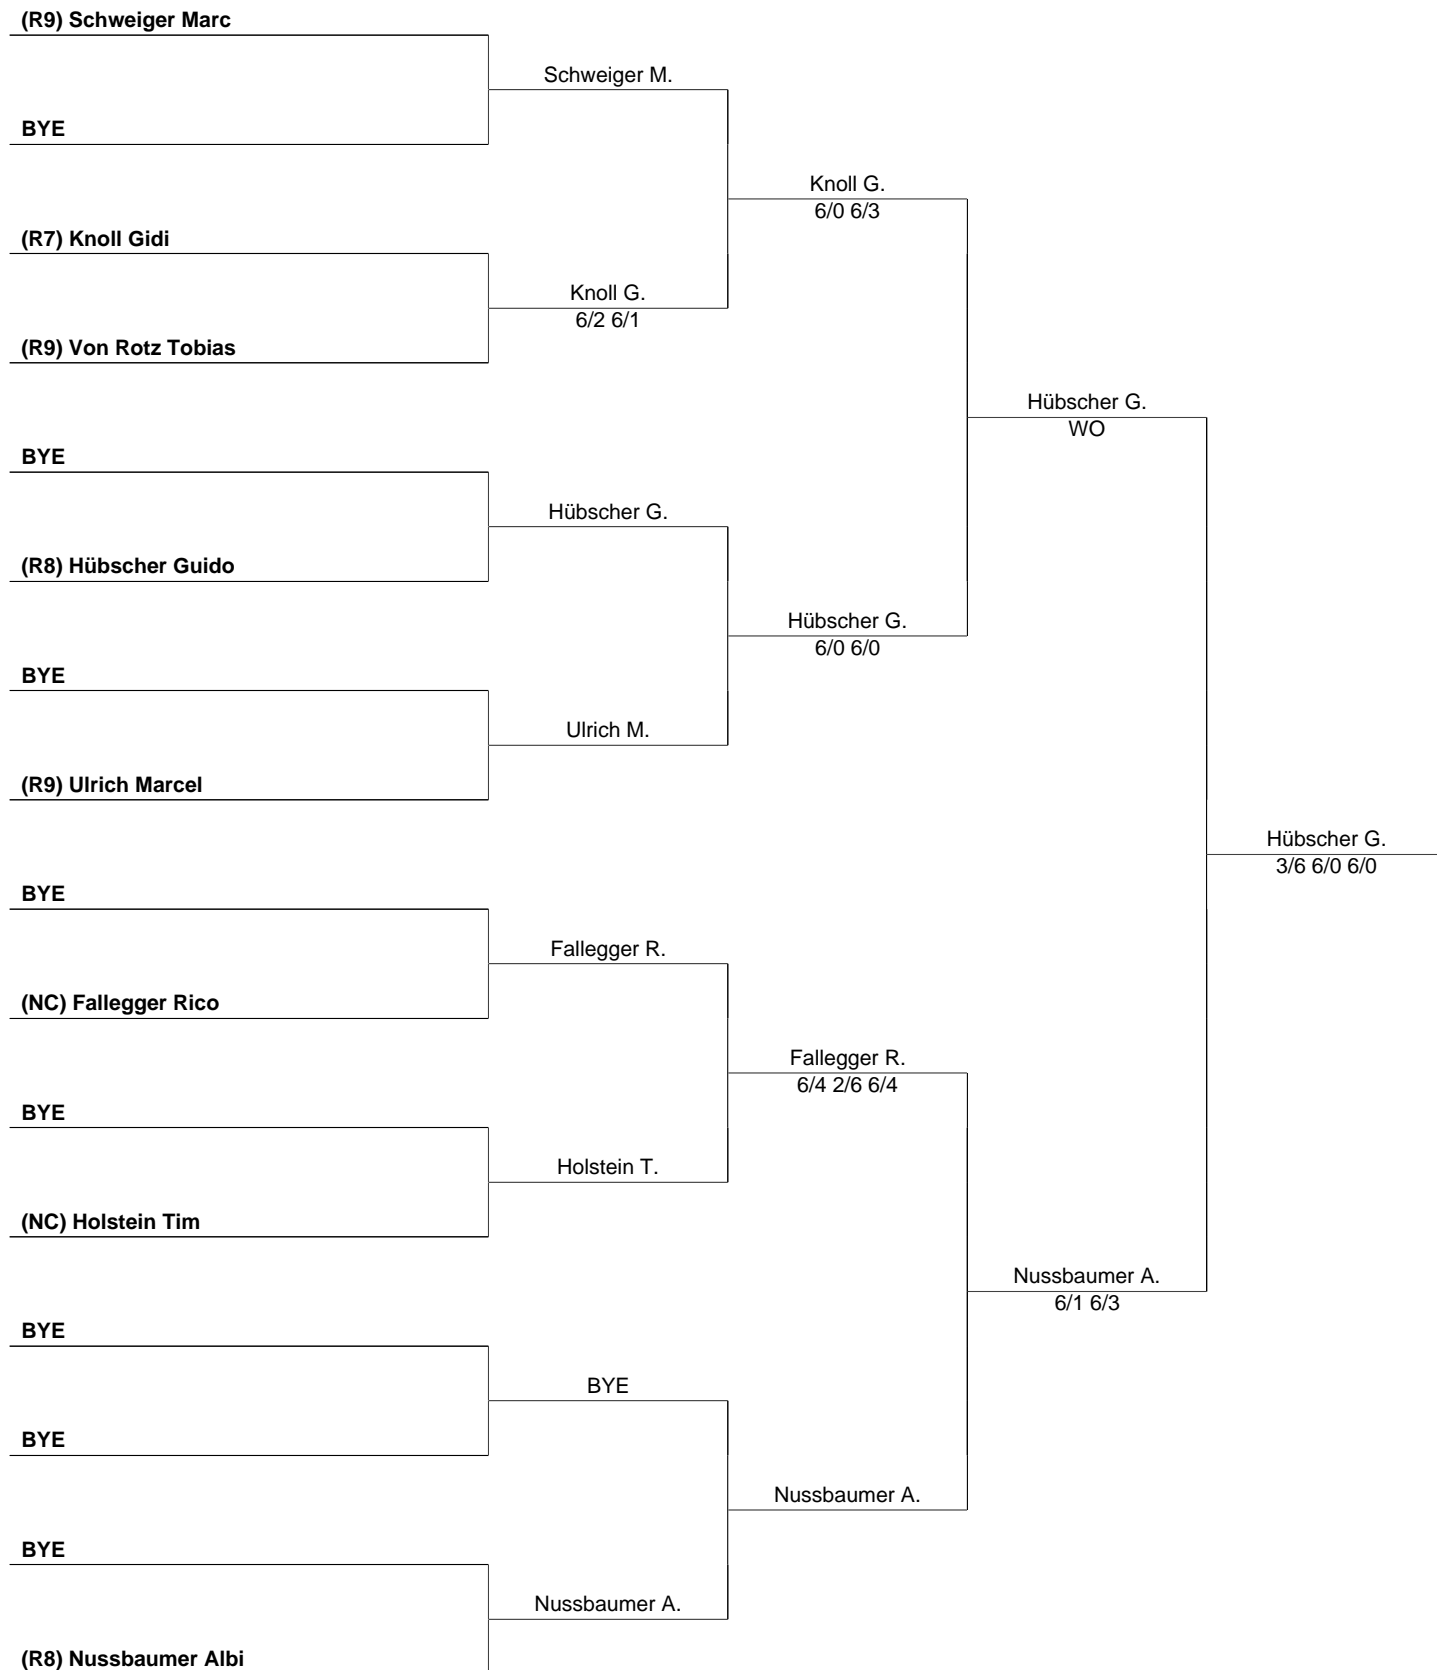 (R9) Schweiger Marc
Schweiger M.
BYE
Knoll G.
6/0 6/3
(R7) Knoll Gidi
Knoll G.
6/2 6/1
(R9) Von Rotz Tobias
Hübscher G.
WO
BYE
Hübscher G.
(R8) Hübscher Guido
Hübscher G.
6/0 6/0
BYE
Ulrich M.
(R9) Ulrich Marcel
Hübscher G.
3/6 6/0 6/0
BYE
Fallegger R.
(NC) Fallegger Rico
Fallegger R.
6/4 2/6 6/4
BYE
Holstein T.
(NC) Holstein Tim
Nussbaumer A.
6/1 6/3
BYE
BYE
BYE
Nussbaumer A.
BYE
Nussbaumer A.
(R8) Nussbaumer Albi